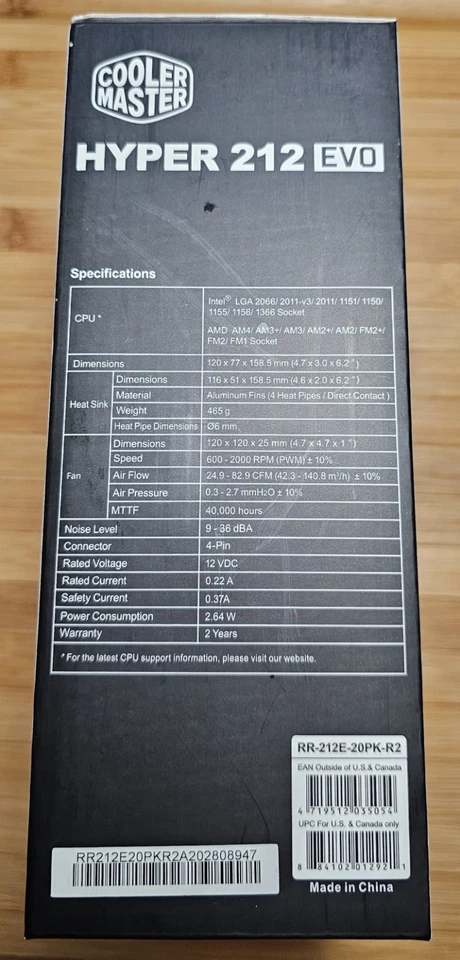 COOLER
MASTER
HYPER 212 EVO
Specifications
CPU * Intel® LGA 2066/ 2011-v3/ 2011/ 1151/ 1150/
1155/ 1156/ 1366 Socket
AMD AM4/ AM3+/ AM3/ AM2+/ AM2/ FM2+/
FM2/ FM1 Socket
Dimensions 120 x 77 x 158.5 mm (4.7 x 3.0 x 6.2")
Heat Sink
Dimensions 116 x 51 x 158.5 mm (4.6 x 2.0 x 6.2")
Material Aluminum Fins (4 Heat Pipes / Direct Contact )
Weight 465 g
Heat Pipe Dimensions Ø6 mm
Fan
Dimensions 120 x 120 x 25 mm (4.7 x 4.7 x 1")
Speed 600 - 2000 RPM (PWM) ± 10%
Air Flow 24.9 - 82.9 CFM (42.3 - 140.8 m³/h) ± 10%
Air Pressure 0.3 - 2.7 mmH2O ± 10%
MTTF 40,000 hours
Noise Level 9 - 36 dBA
Connector 4-Pin
Rated Voltage 12 VDC
Rated Current 0.22 A
Safety Current 0.37A
Power Consumption 2.64 W
Warranty 2 Years
* For the latest CPU support information, please visit our website.
RR-212E-20PK-R2
EAN Outside of U.S.& Canada
4 719512 035054
UPC For U.S. & Canada only
8 84102 01292 1
Made in China
RR212E20PKR2A202808947